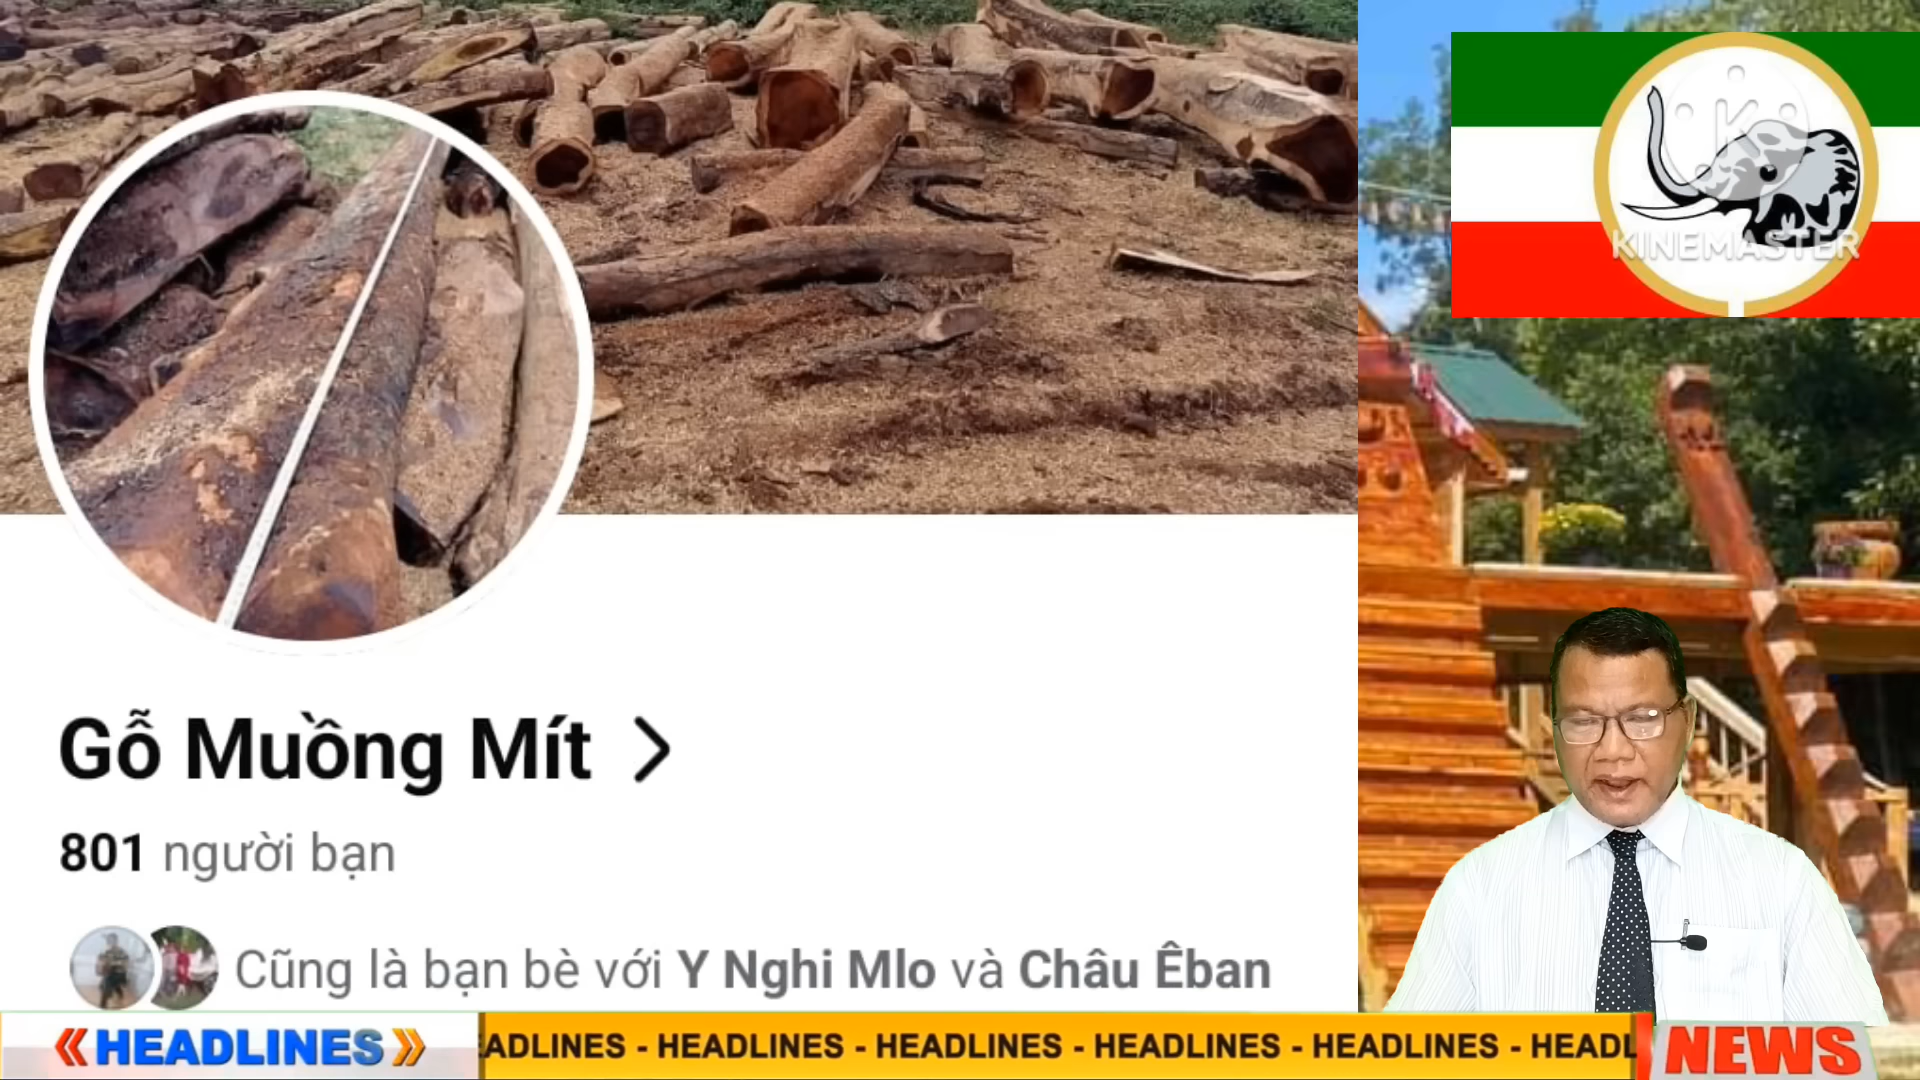 KINEMASTER
Gỗ Muồng Mít
801 người bạn
Cũng là bạn bè với Y Nghi Mlo và Châu Êban
HEADLINES
ADLINES - HEADLINES - HEADLINES - HEADLINES - HEADLINES - HEADL
NEWS